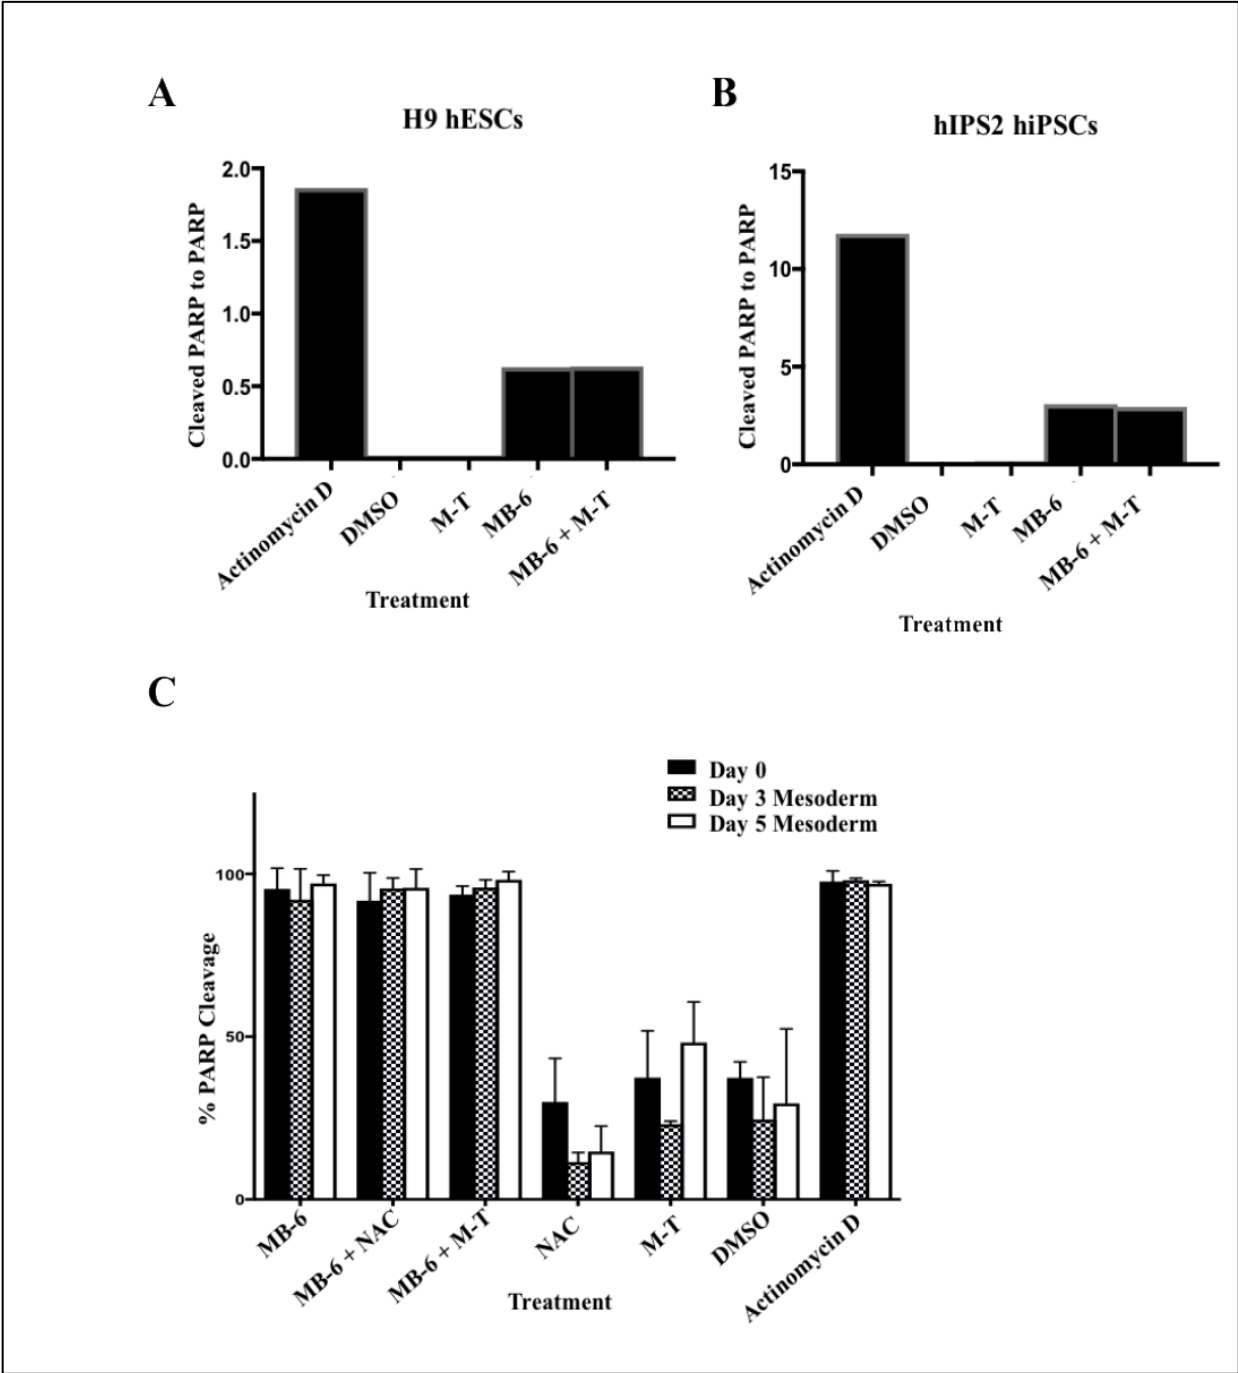 A
H9 hESCs
Cleaved PARP to PARP
2.0
1.5
1.0
0.5
0.0
Actinomycin D
DMSO
M-T
MB-6
MB-6 + M-T
Treatment
B
hIPS2 hiPSCs
Cleaved PARP to PARP
15
10
5
0
Actinomycin D
DMSO
M-T
MB-6
MB-6 + M-T
Treatment
C
Day 0
Day 3 Mesoderm
Day 5 Mesoderm
% PARP Cleavage
100
50
0
MB-6
MB-6 + NAC
MB-6 + M-T
NAC
M-T
DMSO
Actinomycin D
Treatment